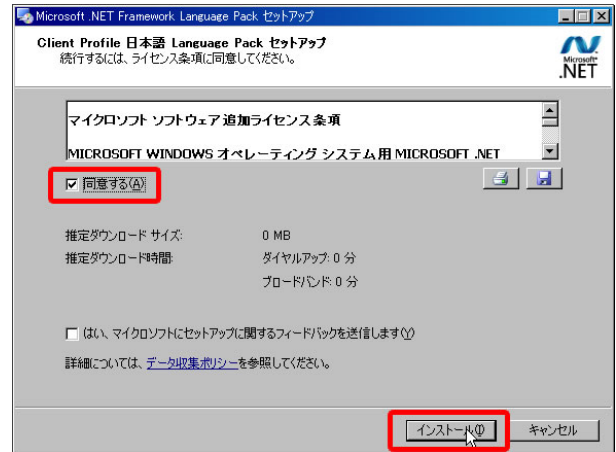 Microsoft .NET Framework Language Pack セットアップ
Client Profile 日本語 Language Pack セットアップ
続行するには、ライセンス条項に同意してください。
Microsoft
.NET
マイクロソフト ソフトウェア追加ライセンス条項
MICROSOFT WINDOWS オペレーティング システム用 MICROSOFT .NET
同意する(A)
推定ダウンロード サイズ: 0 MB
推定ダウンロード時間: ダイヤルアップ: 0 分
ブロードバンド: 0 分
はい、マイクロソフトにセットアップに関するフィードバックを送信します(Y)
詳細については、データ収集ポリシーを参照してください。
インストール(I) キャンセル